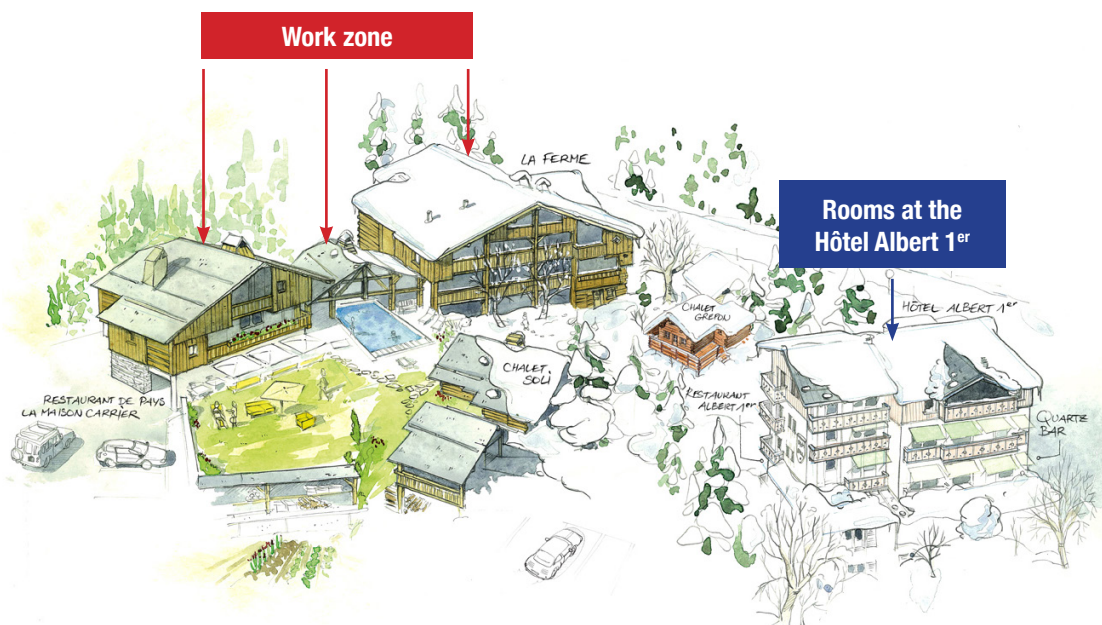 Work zone
LA FERME
Rooms at the
Hôtel Albert 1er
HÔTEL ALBERT 1er
CHALET
GREPON
CHALET
SOLI
RESTAURANT DE PAYS
LA MAISON CARRIER
RESTAURANT
ALBERT 1er
QUARTZ
BAR